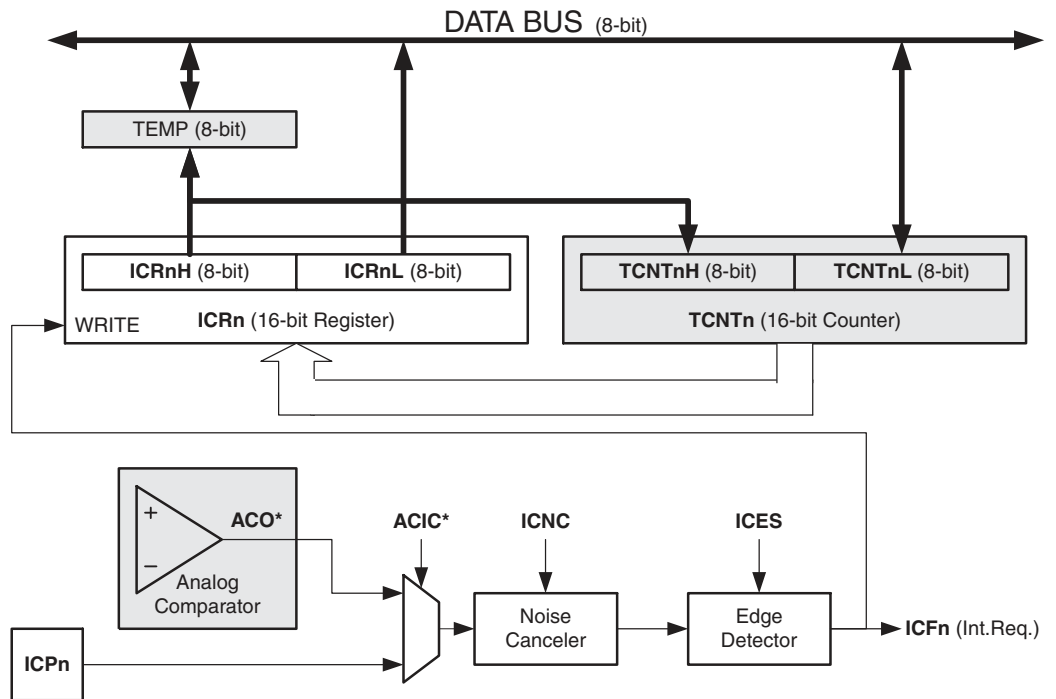 DATA BUS (8-bit)
TEMP (8-bit)
ICRnH (8-bit)
ICRnL (8-bit)
TCNTnH (8-bit)
TCNTnL (8-bit)
WRITE
ICRn (16-bit Register)
TCNTn (16-bit Counter)
+
−
ACO*
Analog
Comparator
ACIC*
ICNC
ICES
Noise
Canceler
Edge
Detector
ICFn (Int.Req.)
ICPn